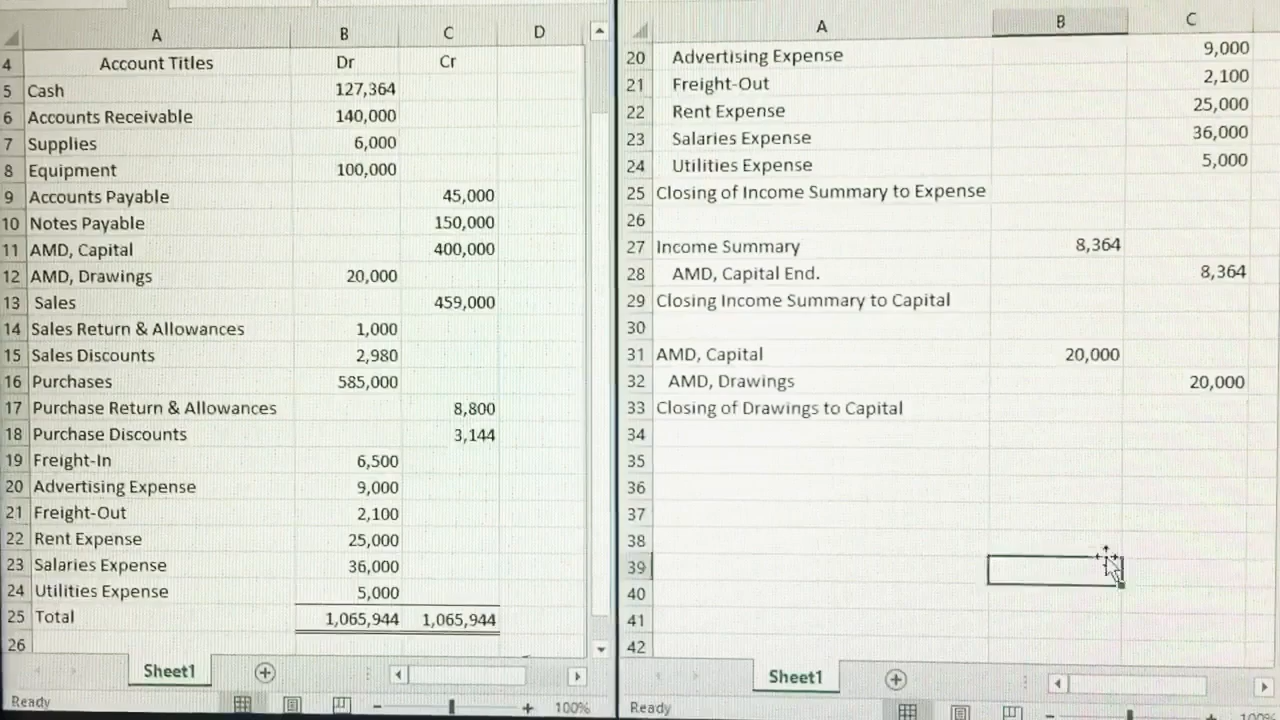 A B C D
4 Account Titles Dr Cr
5 Cash 127,364
6 Accounts Receivable 140,000
7 Supplies 6,000
8 Equipment 100,000
9 Accounts Payable 45,000
10 Notes Payable 150,000
11 AMD, Capital 400,000
12 AMD, Drawings 20,000
13 Sales 459,000
14 Sales Return & Allowances 1,000
15 Sales Discounts 2,980
16 Purchases 585,000
17 Purchase Return & Allowances 8,800
18 Purchase Discounts 3,144
19 Freight-In 6,500
20 Advertising Expense 9,000
21 Freight-Out 2,100
22 Rent Expense 25,000
23 Salaries Expense 36,000
24 Utilities Expense 5,000
25 Total 1,065,944 1,065,944
26
Sheet1
Ready 100%
A B C
20 Advertising Expense 9,000
21 Freight-Out 2,100
22 Rent Expense 25,000
23 Salaries Expense 36,000
24 Utilities Expense 5,000
25 Closing of Income Summary to Expense
26
27 Income Summary 8,364
28 AMD, Capital End. 8,364
29 Closing Income Summary to Capital
30
31 AMD, Capital 20,000
32 AMD, Drawings 20,000
33 Closing of Drawings to Capital
34
35
36
37
38
39
40
41
42
Sheet1
Ready 100%